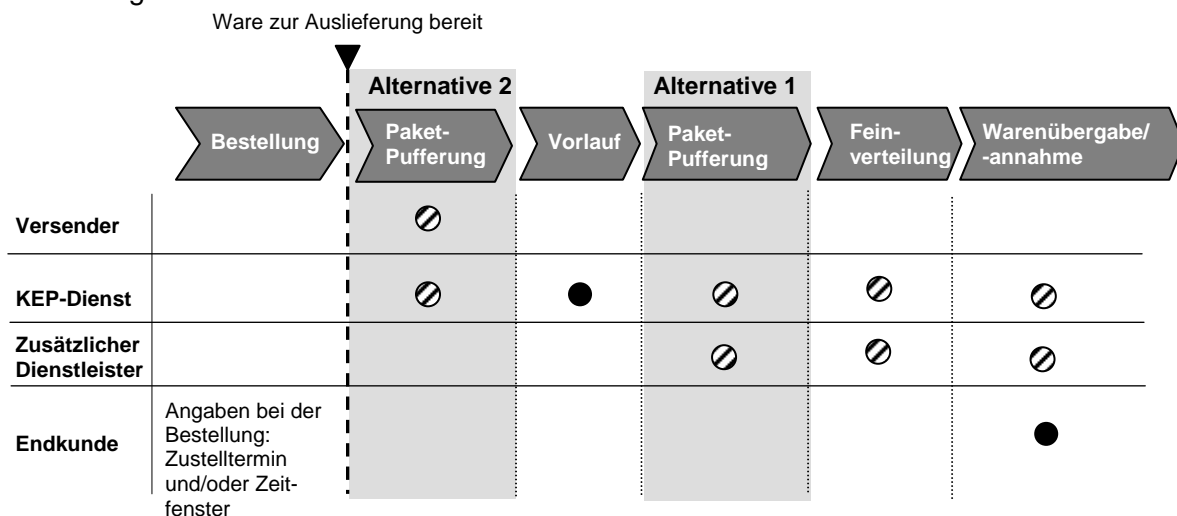 Ware zur Auslieferung bereit
Alternative 2
Alternative 1
Bestellung
Paket-
Pufferung
Vorlauf
Paket-
Pufferung
Fein-
verteilung
Warenübergabe/
-annahme
Versender
KEP-Dienst
Zusätzlicher
Dienstleister
Endkunde
Angaben bei der
Bestellung:
Zustelltermin
und/oder Zeit-
fenster